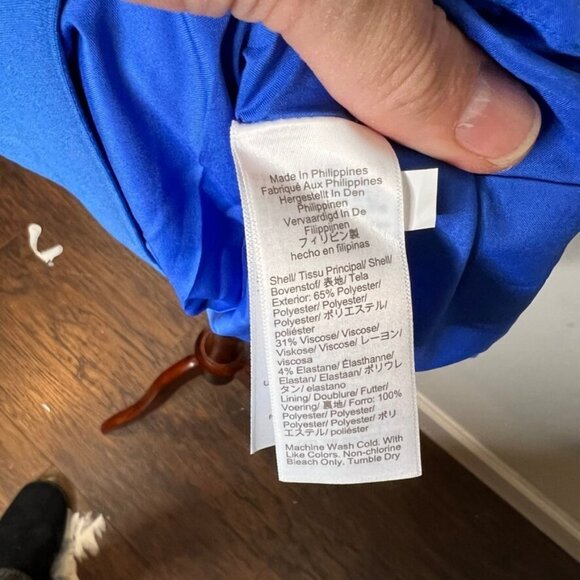 Made In Philippines
Fabriqué Aux Philippines
Hergestellt In Den
Philippinen
Vervaardigd In De
Filippijnen
フィリピン製
hecho en filipinas
Shell/ Tissu Principal/ Shell/
Bovenstof/ 表地/ Tela
Exterior: 65% Polyester/
Polyester/ Polyester/
Polyester/ ポリエステル/
poliéster
31% Viscose/ Viscose/
Viskose/ Viscose/ レーヨン/
viscosa
4% Elastane/ Élasthanne/
Elastan/ Elastaan/ ポリウレ
タン/ elastano
Lining/ Doublure/ Futter/
Voering/ 裏地/ Forro: 100%
Polyester/ Polyester/
Polyester/ Polyester/ ポリ
エステル/ poliéster
Machine Wash Cold. With
Like Colors. Non-chlorine
Bleach Only. Tumble Dry